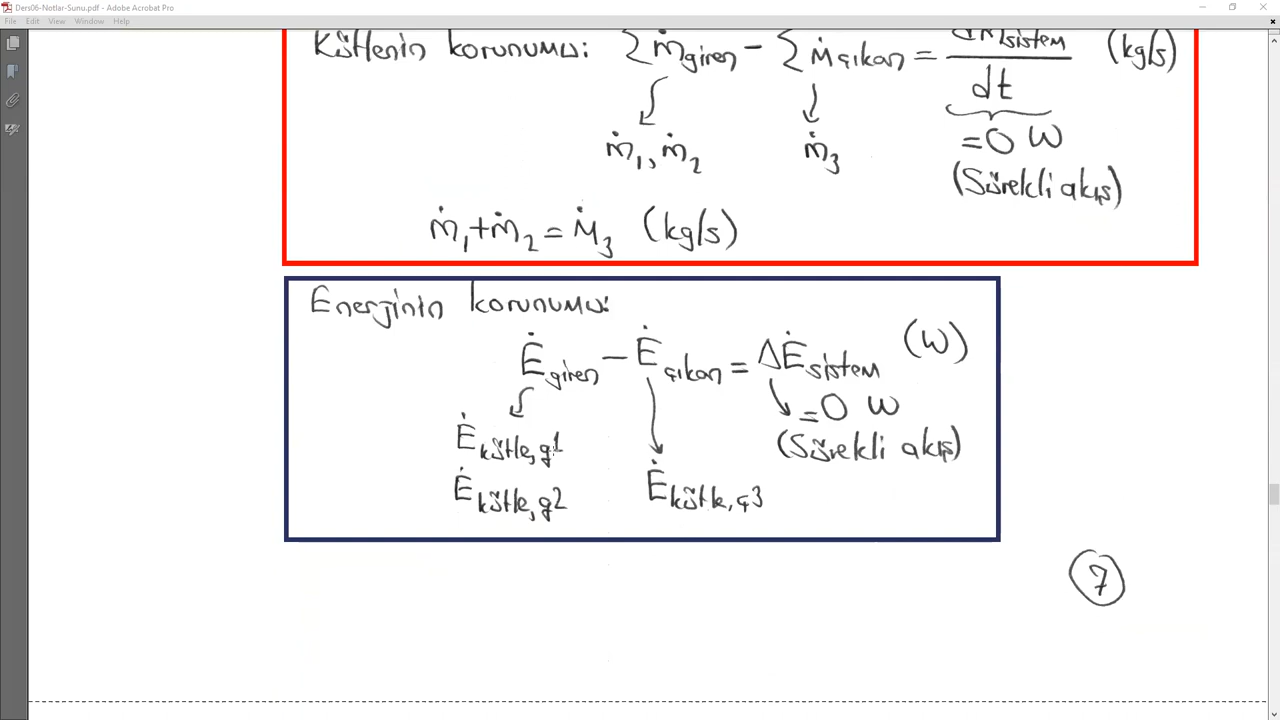 Ders06-Notlar-Sunu.pdf - Adobe Acrobat Pro
File Edit View Window Help
Kütlenin korunumu: Σ ṁgiren - Σ ṁçıkan = dMsistem / dt (kg/s)
ṁ1, ṁ2 ṁ3 =0 W
(Sürekli akış)
ṁ1+ṁ2 = ṁ3 (kg/s)
Enerjinin korunumu:
Ėgiren - Ėçıkan = ΔĖsistem (W)
=0 W
Ėkütle,g1 (Sürekli akış)
Ėkütle,g2 Ėkütle,ç3
7